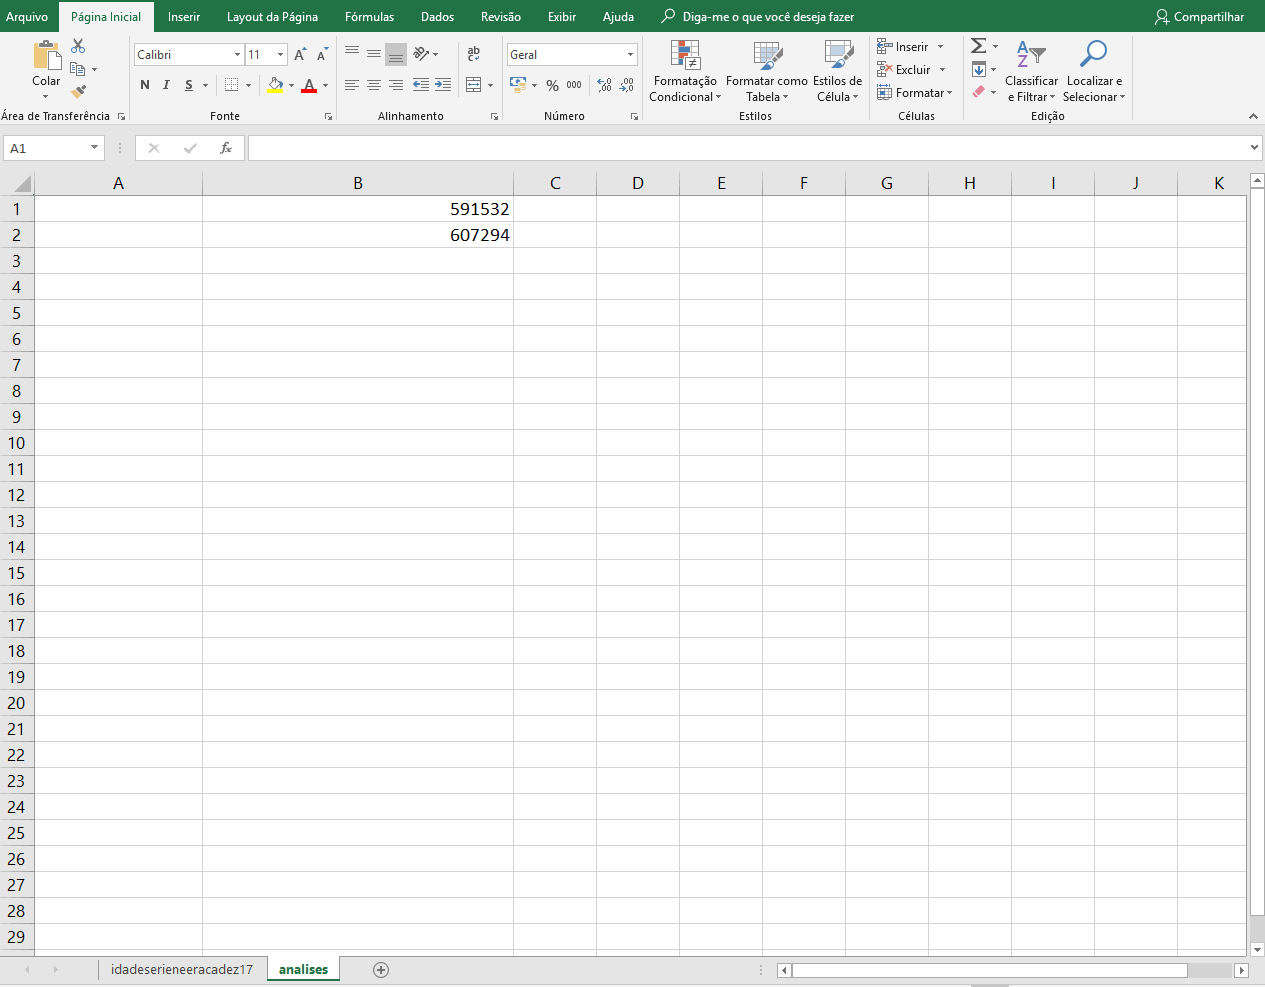 Arquivo Página Inicial Inserir Layout da Página Fórmulas Dados Revisão Exibir Ajuda Diga-me o que você deseja fazer Compartilhar
Colar
Calibri 11 A A
N I S A
Área de Transferência
Fonte
ab
c
Alinhamento
Geral
% 000 ,00 ,00
Número
Formatação Condicional
Formatar como Tabela
Estilos de Célula
Estilos
Inserir
Excluir
Formatar
Células
Σ
Classificar e Filtrar
Localizar e Selecionar
Edição
A1 fx
A B C D E F G H I J K
1 591532
2 607294
3
4
5
6
7
8
9
10
11
12
13
14
15
16
17
18
19
20
21
22
23
24
25
26
27
28
29
idadeserieneeracadez17 analises